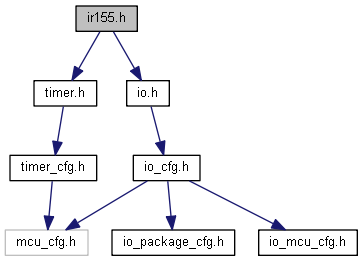 ir155.h
timer.h
io.h
timer_cfg.h
io_cfg.h
mcu_cfg.h
io_package_cfg.h
io_mcu_cfg.h